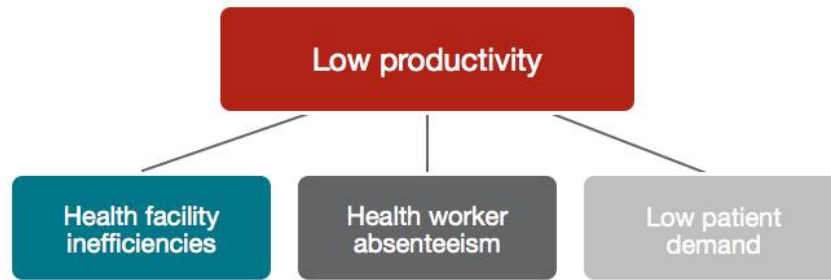 Low productivity
Health facility
inefficiencies
Health worker
absenteeism
Low patient
demand